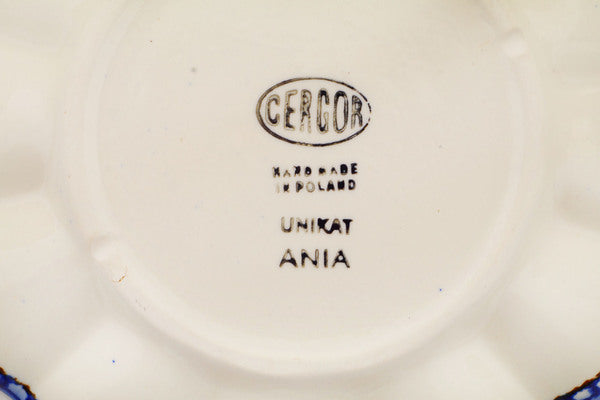 CERGOR
HAND MADE
IN POLAND
UNIKAT
ANIA